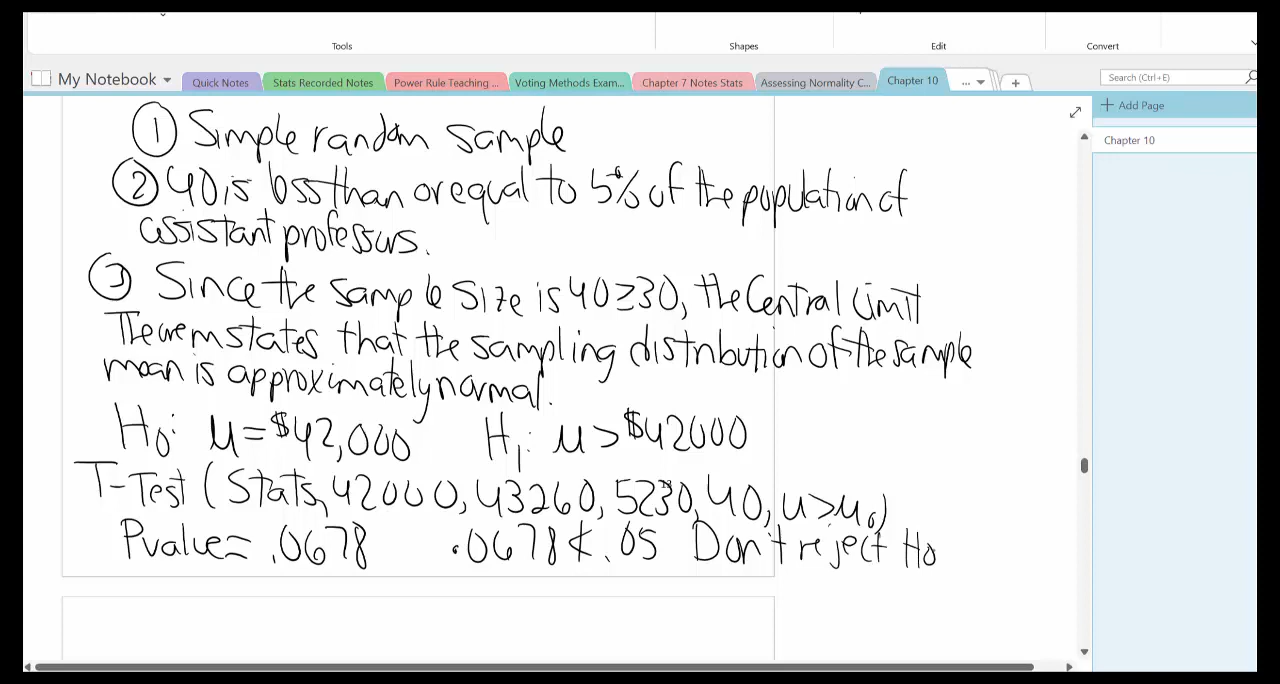 Tools
Shapes
Edit
Convert
My Notebook
Quick Notes
Stats Recorded Notes
Power Rule Teaching ...
Voting Methods Exam...
Chapter 7 Notes Stats
Assessing Normality C...
Chapter 10
...
Search (Ctrl+E)
Add Page
Chapter 10
① Simple random sample
② 40 is less than or equal to 5% of the population of
assistant professors.
③ Since the sample size is 40≥30, the Central Limit
Theorem states that the sampling distribution of the sample
mean is approximately normal.
H₀: μ = $42,000 H₁: μ > $42000
T-Test (Stats, 42000, 43260, 5230, 40, μ>μ₀)
Pvalue= .0678 .0678 ≮ .05 Don't reject H₀